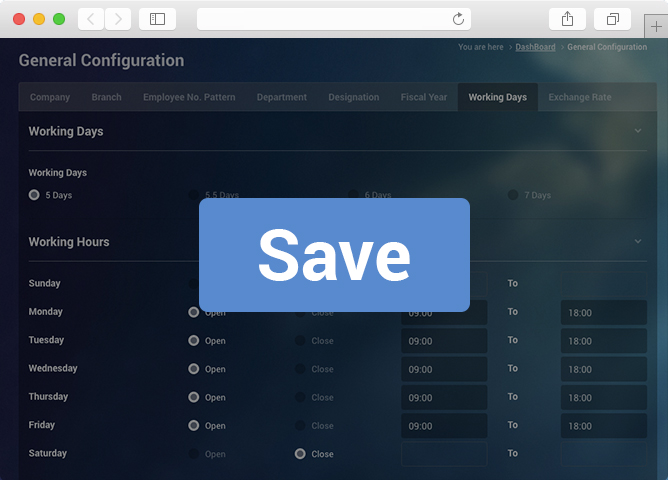 You are here > DashBoard > General Configuration
General Configuration
Company Branch Employee No. Pattern Department Designation Fiscal Year Working Days Exchange Rate
Working Days
Working Days
5 Days 5.5 Days 6 Days 7 Days
Save
Working Hours
Sunday To
Monday Open Close 09:00 To 18:00
Tuesday Open Close 09:00 To 18:00
Wednesday Open Close 09:00 To 18:00
Thursday Open Close 09:00 To 18:00
Friday Open Close 09:00 To 18:00
Saturday Open Close To